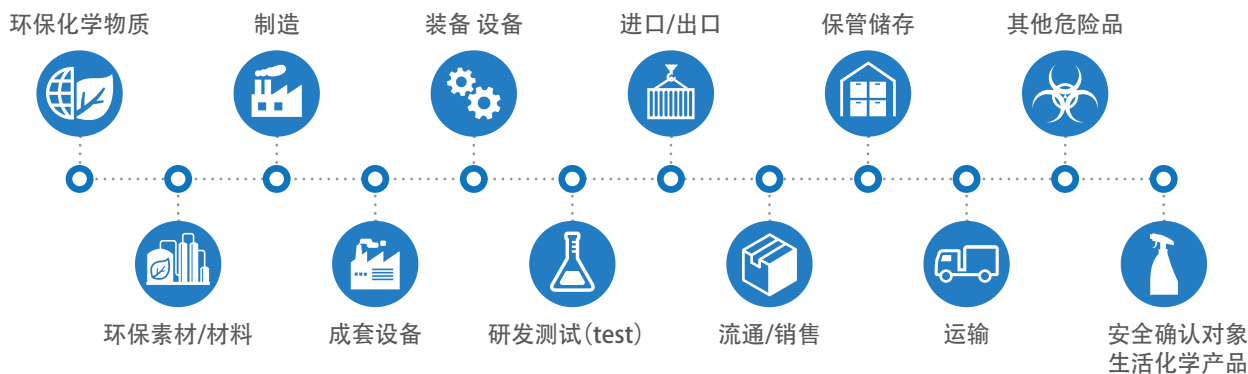 环保化学物质
制造
装备 设备
进口/出口
保管储存
其他危险品
环保素材/材料
成套设备
研发测试(test)
流通/销售
运输
安全确认对象
生活化学产品